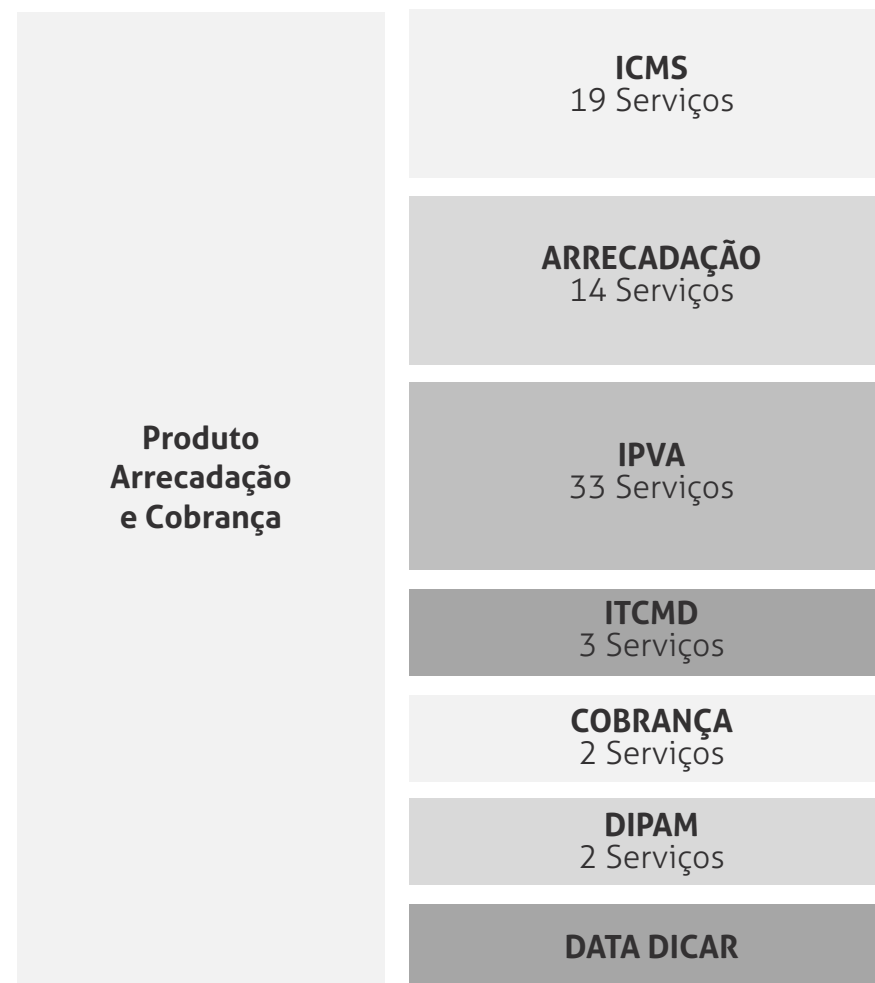 Produto
Arrecadação
e Cobrança
ICMS
19 Serviços
ARRECADAÇÃO
14 Serviços
IPVA
33 Serviços
ITCMD
3 Serviços
COBRANÇA
2 Serviços
DIPAM
2 Serviços
DATA DICAR